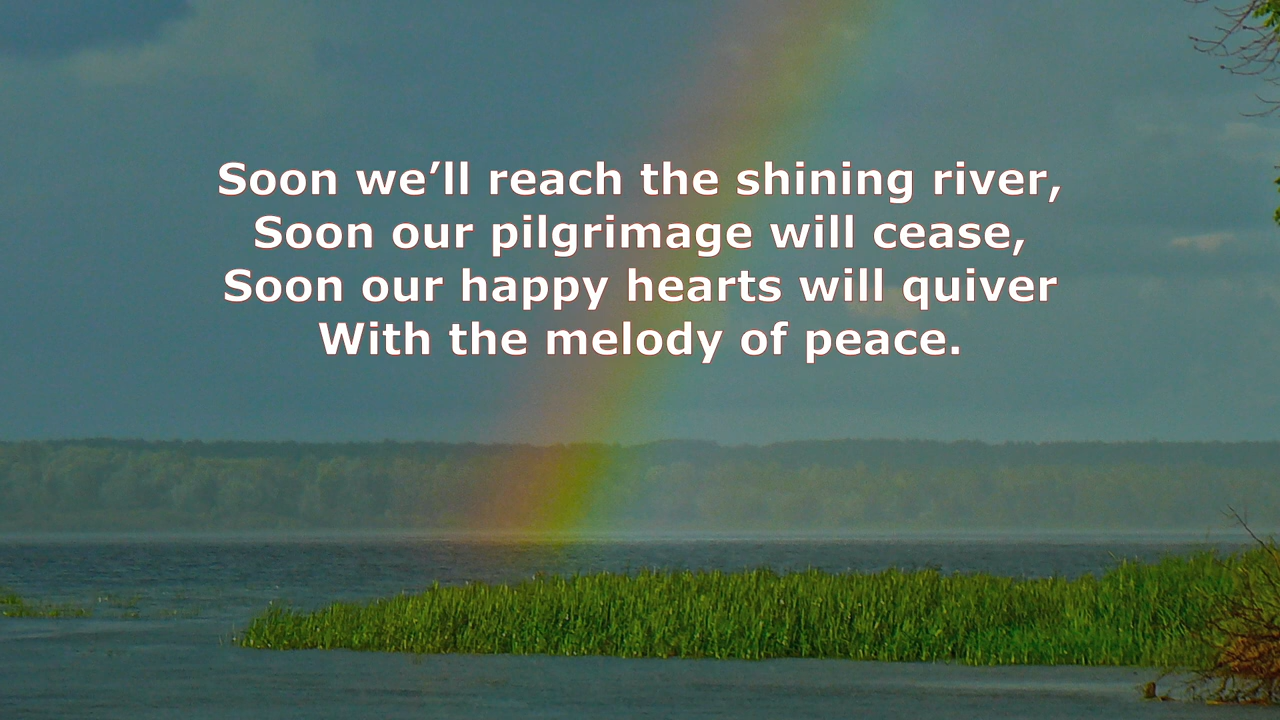 Soon we’ll reach the shining river,
Soon our pilgrimage will cease,
Soon our happy hearts will quiver
With the melody of peace.